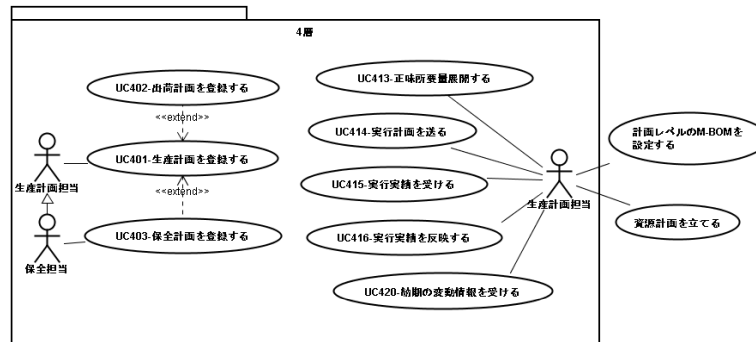 4層
UC402-出荷計画を登録する
<<extend>>
UC401-生産計画を登録する
<<extend>>
UC403-保全計画を登録する
生産計画担当
保全担当
UC413-正味所要量展開する
UC414-実行計画を送る
UC415-実行実績を受ける
UC416-実行実績を反映する
UC420-納期の変動情報を受ける
生産計画担当
計画レベルのM-BOMを
設定する
資源計画を立てる